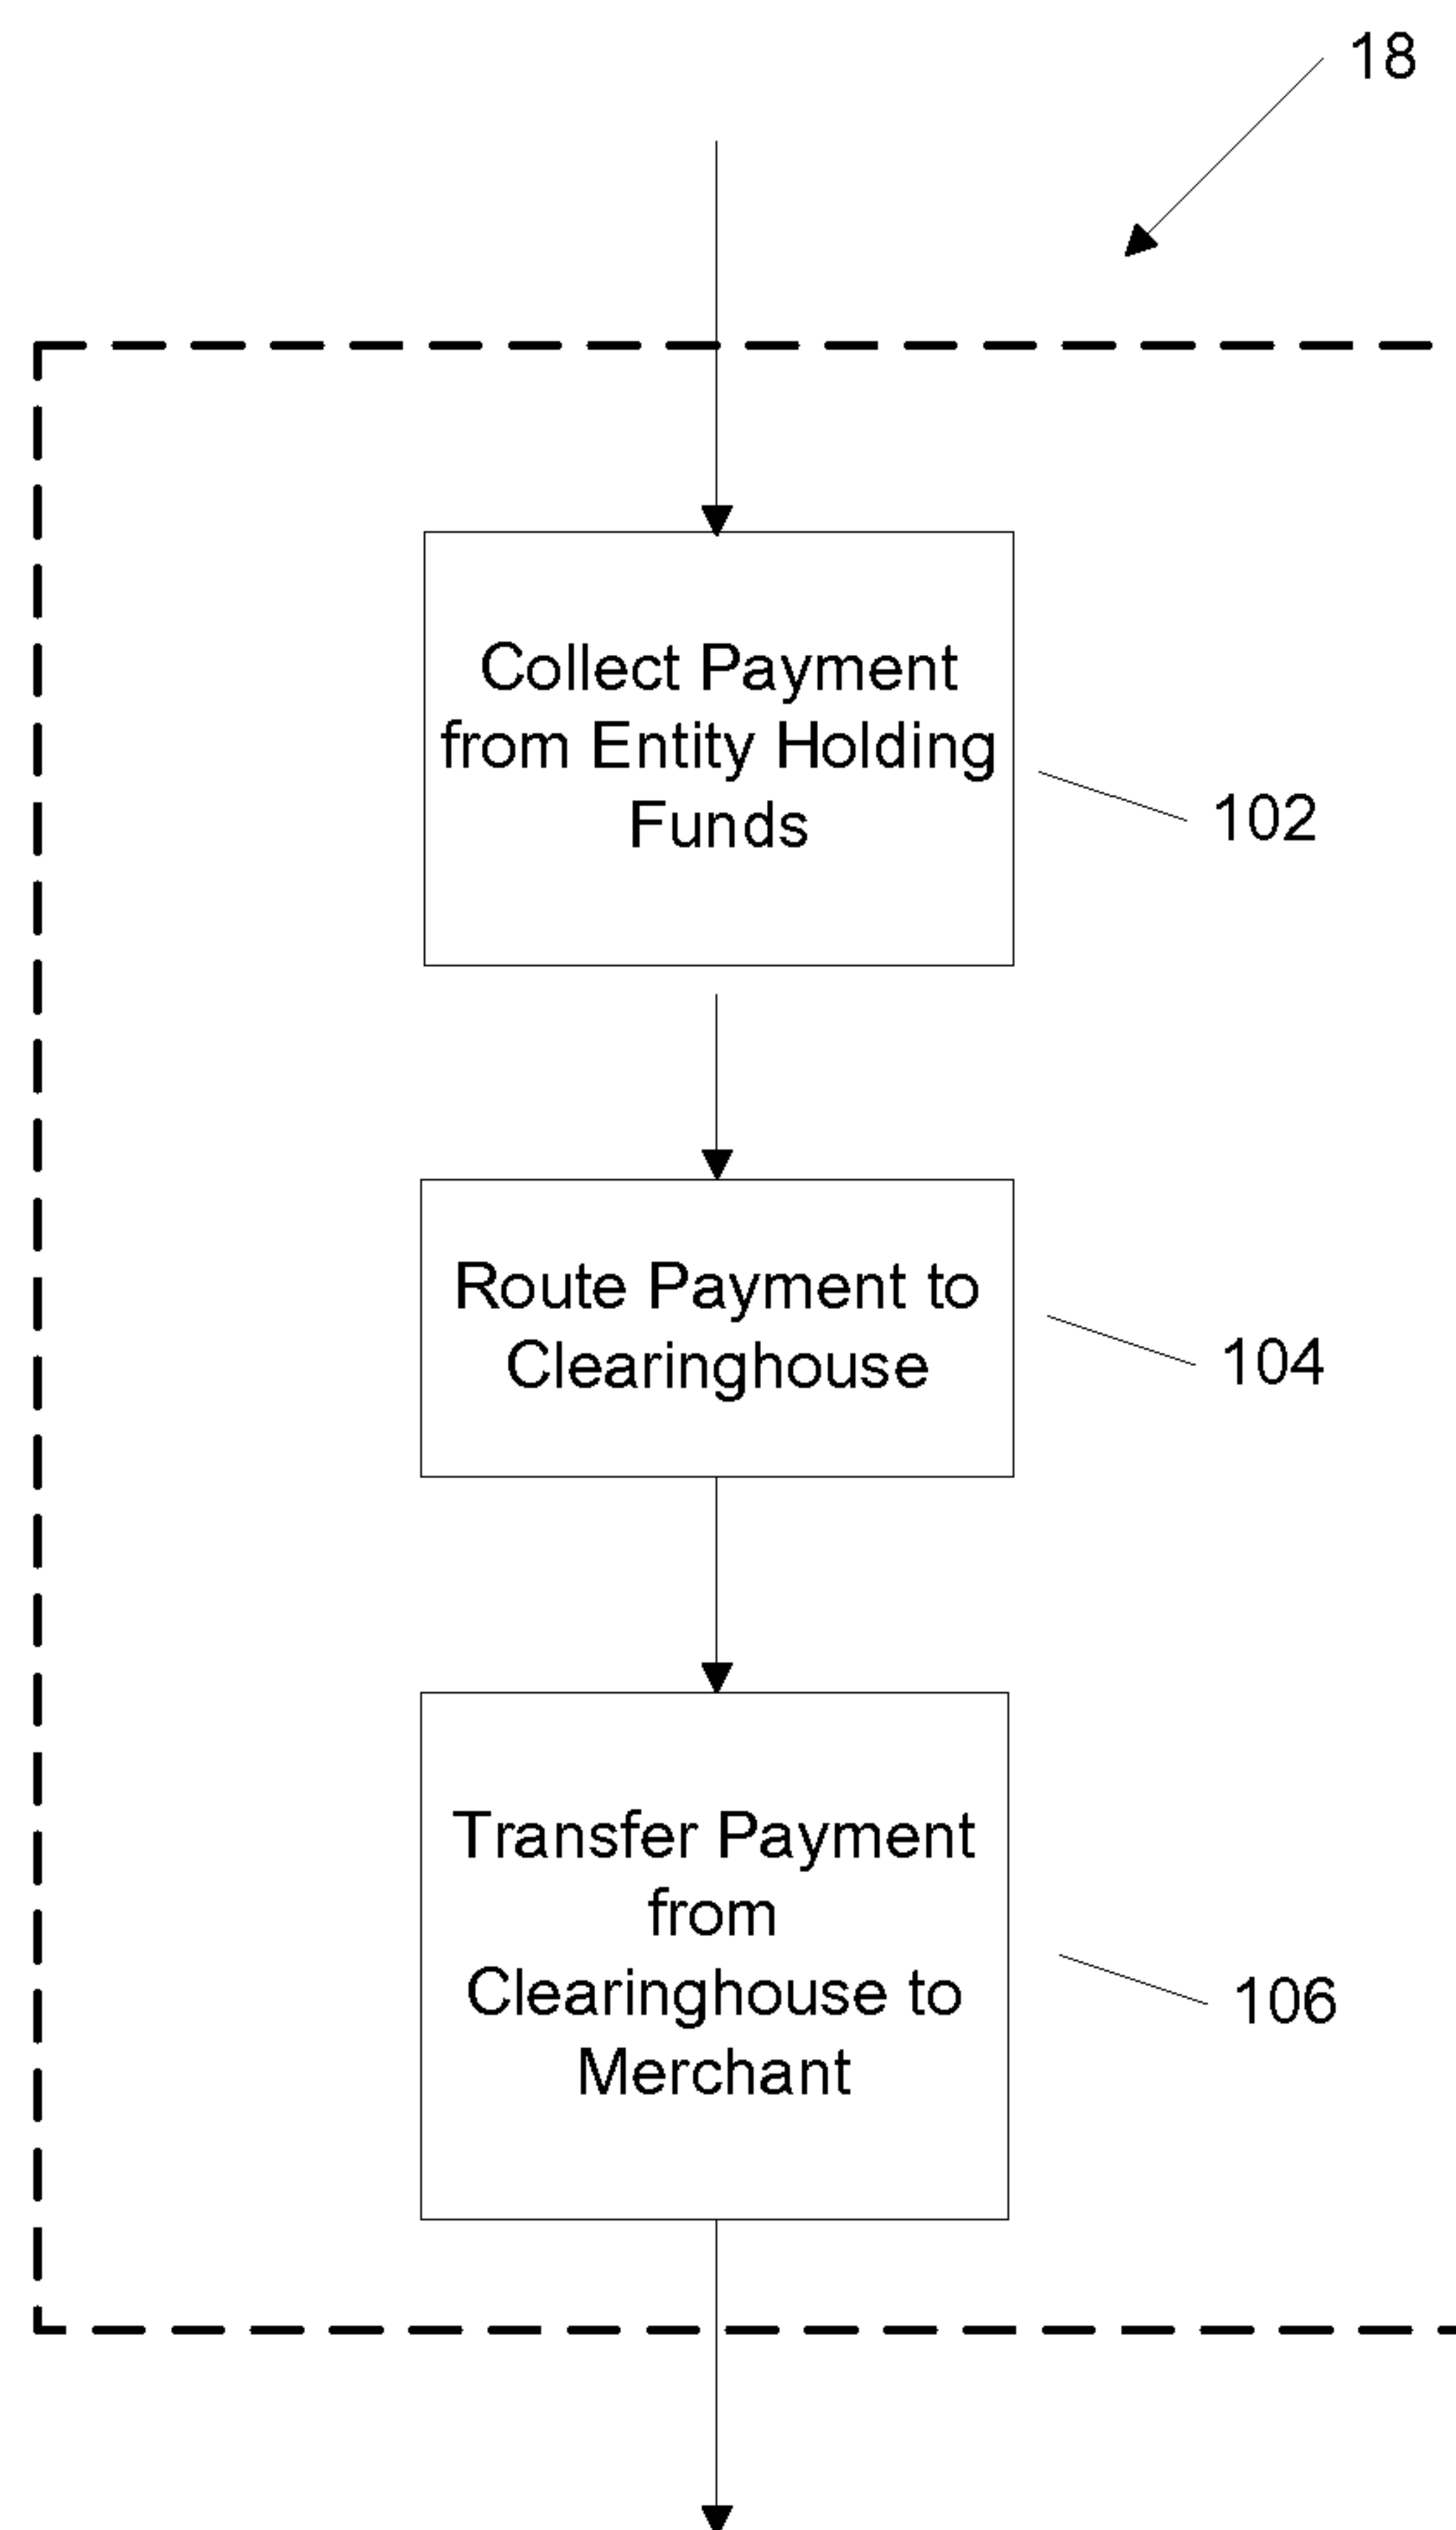 18
Collect Payment
from Entity Holding
Funds
102
Route Payment to
Clearinghouse
104
Transfer Payment
from
Clearinghouse to
Merchant
106